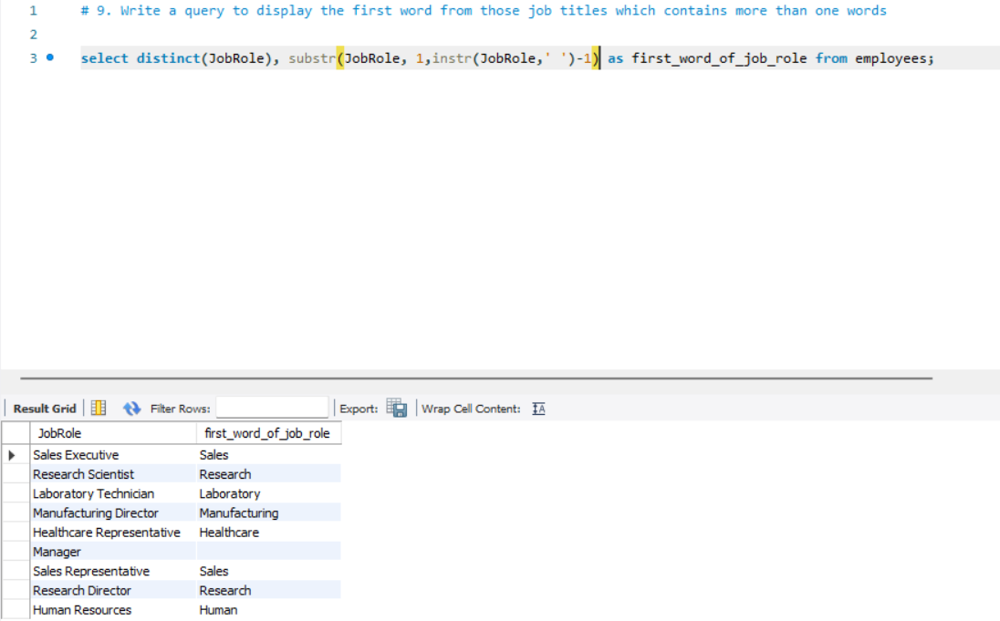 1 # 9. Write a query to display the first word from those job titles which contains more than one words
2
3 select distinct(JobRole), substr(JobRole, 1,instr(JobRole,' ')-1) as first_word_of_job_role from employees;
Result Grid Filter Rows: Export: Wrap Cell Content: IA
JobRole first_word_of_job_role
Sales Executive Sales
Research Scientist Research
Laboratory Technician Laboratory
Manufacturing Director Manufacturing
Healthcare Representative Healthcare
Manager
Sales Representative Sales
Research Director Research
Human Resources Human